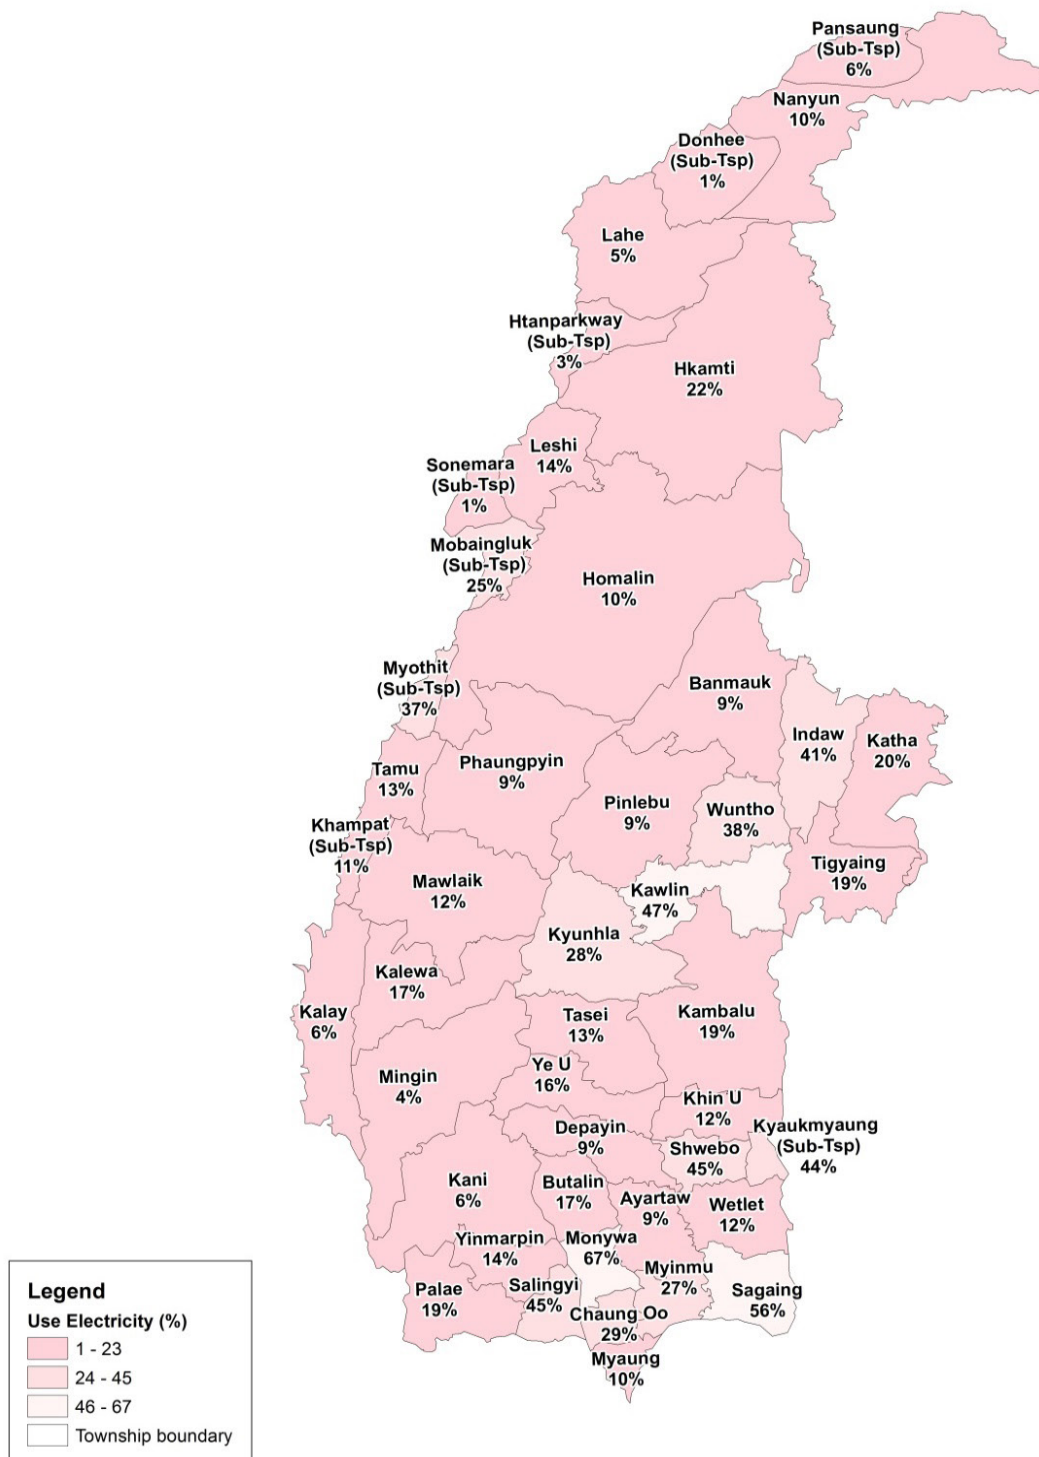 Pansaung
(Sub-Tsp)
6%
Nanyun
10%
Donhee
(Sub-Tsp)
1%
Lahe
5%
Htanparkway
(Sub-Tsp)
3%
Hkamti
22%
Leshi
14%
Sonemara
(Sub-Tsp)
1%
Mobaingluk
(Sub-Tsp)
25%
Homalin
10%
Myothit
(Sub-Tsp)
37%
Banmauk
9%
Indaw
41%
Katha
20%
Tamu
13%
Phaungpyin
9%
Pinlebu
9%
Wuntho
38%
Khampat
(Sub-Tsp)
11%
Mawlaik
12%
Tigyaing
19%
Kawlin
47%
Kyunhla
28%
Kalewa
17%
Kalay
6%
Tasei
13%
Kambalu
19%
Mingin
4%
Ye U
16%
Khin U
12%
Kyaukmyaung
(Sub-Tsp)
44%
Depayin
9%
Shwebo
45%
Kani
6%
Butalin
17%
Ayartaw
9%
Wetlet
12%
Yinmarpin
14%
Monywa
67%
Myinmu
27%
Sagaing
56%
Palae
19%
Salingyi
45%
Chaung Oo
29%
Myaung
10%
Legend
Use Electricity (%)
1 - 23
24 - 45
46 - 67
Township boundary